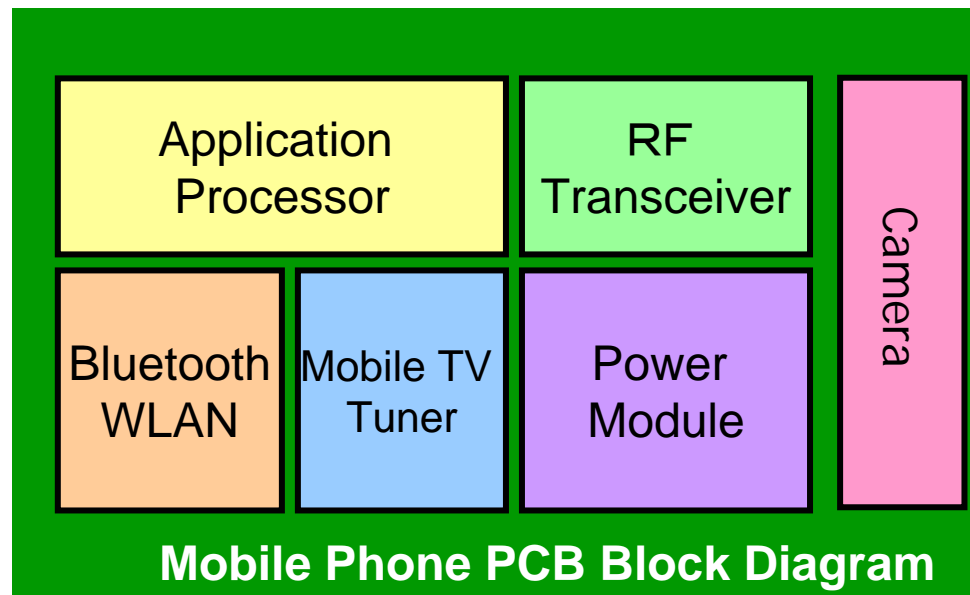 Application
Processor
RF
Transceiver
Camera
Bluetooth
WLAN
Mobile TV
Tuner
Power
Module
Mobile Phone PCB Block Diagram